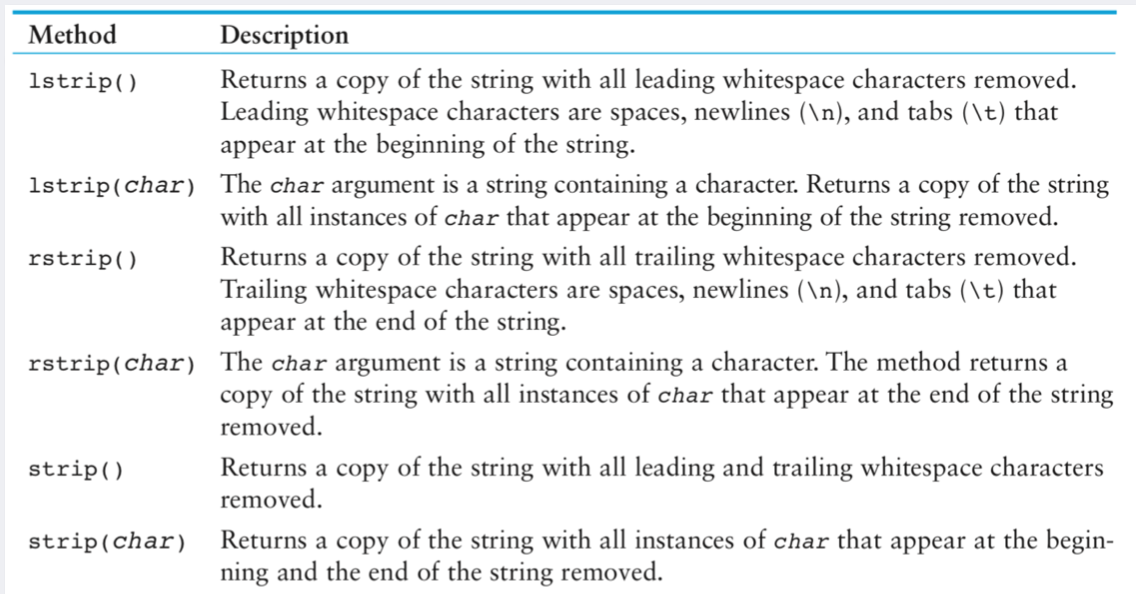 Method Description
lstrip() Returns a copy of the string with all leading whitespace characters removed.
Leading whitespace characters are spaces, newlines (\n), and tabs (\t) that
appear at the beginning of the string.
lstrip(char) The char argument is a string containing a character. Returns a copy of the string
with all instances of char that appear at the beginning of the string removed.
rstrip() Returns a copy of the string with all trailing whitespace characters removed.
Trailing whitespace characters are spaces, newlines (\n), and tabs (\t) that
appear at the end of the string.
rstrip(char) The char argument is a string containing a character. The method returns a
copy of the string with all instances of char that appear at the end of the string
removed.
strip() Returns a copy of the string with all leading and trailing whitespace characters
removed.
strip(char) Returns a copy of the string with all instances of char that appear at the begin-
ning and the end of the string removed.